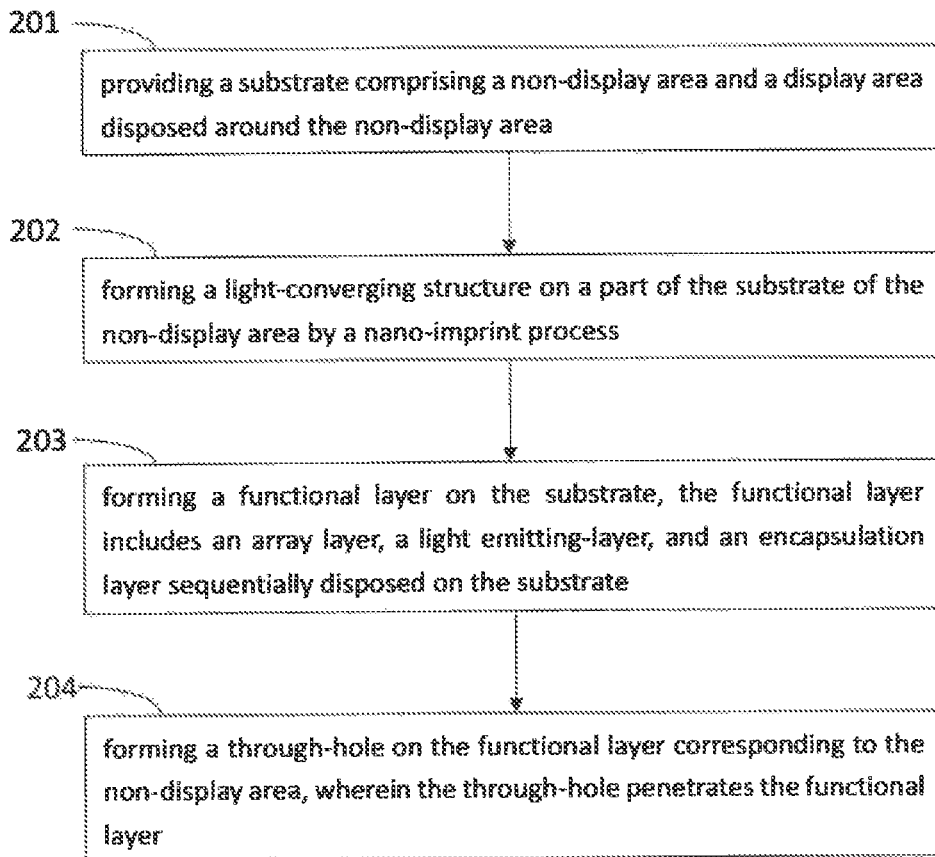 201
providing a substrate comprising a non-display area and a display area
disposed around the non-display area
202
forming a light-converging structure on a part of the substrate of the
non-display area by a nano-imprint process
203
forming a functional layer on the substrate, the functional layer
includes an array layer, a light emitting-layer, and an encapsulation
layer sequentially disposed on the substrate
204
forming a through-hole on the functional layer corresponding to the
non-display area, wherein the through-hole penetrates the functional
layer